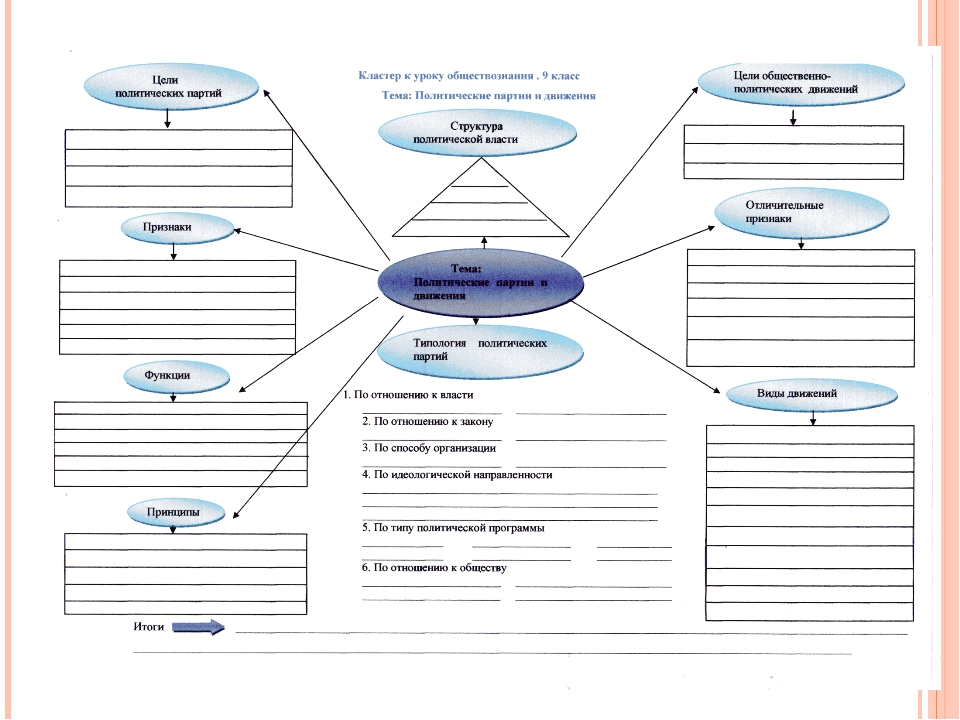 Кластер к уроку обществознания . 9 класс
Тема: Политические партии и движения
Цели
политических партий
Структура
политической власти
Цели общественно-
политических движений
Признаки
Отличительные
признаки
Тема:
Политические партии и
движения
Функции
Типология политических
партий
Виды движений
1. По отношению к власти
2. По отношению к закону
3. По способу организации
4. По идеологической направленности
5. По типу политической программы
6. По отношению к обществу
Принципы
Итоги